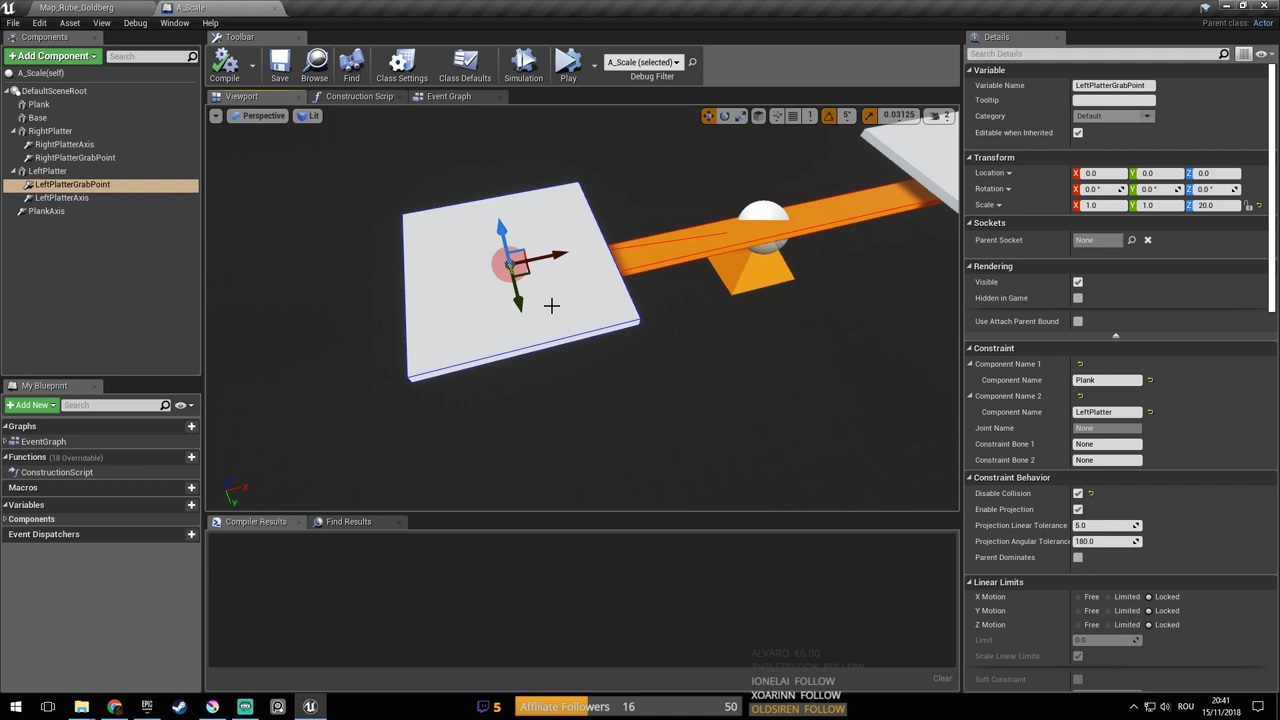 Map_Rube_Goldberg
A_Scale
File
Edit
Asset
View
Debug
Window
Help
Parent class: Actor
Components
Add Component
Search
A_Scale(self)
DefaultSceneRoot
Plank
Base
RightPlatter
RightPlatterAxis
RightPlatterGrabPoint
LeftPlatter
LeftPlatterGrabPoint
LeftPlatterAxis
PlankAxis
My Blueprint
Add New
Search
Graphs
EventGraph
Functions (18 Overridable)
ConstructionScript
Macros
Variables
Components
Event Dispatchers
Toolbar
Compile
Save
Browse
Find
Class Settings
Class Defaults
Simulation
Play
A_Scale (selected)
Debug Filter
Viewport
Construction Scrip
Event Graph
Perspective
Lit
1
5°
0.03125
2
X
Y
Compiler Results
Find Results
Clear
Details
Search Details
Variable
Variable Name LeftPlatterGrabPoint
Tooltip
Category Default
Editable when Inherited
Transform
Location X 0.0 Y 0.0 Z 0.0
Rotation X 0.0 ° Y 0.0 ° Z 0.0 °
Scale X 1.0 Y 1.0 Z 20.0
Sockets
Parent Socket None
Rendering
Visible
Hidden in Game
Use Attach Parent Bound
Constraint
Component Name 1
Component Name Plank
Component Name 2
Component Name LeftPlatter
Joint Name None
Constraint Bone 1 None
Constraint Bone 2 None
Constraint Behavior
Disable Collision
Enable Projection
Projection Linear Tolerance 5.0
Projection Angular Tolerance 180.0
Parent Dominates
Linear Limits
X Motion Free Limited Locked
Y Motion Free Limited Locked
Z Motion Free Limited Locked
Limit 0.0
Scale Linear Limits
Soft Constraint
ALVARO €6.00
IONELAI FOLLOW
XOARINN FOLLOW
OLDSIREN FOLLOW
5
Affiliate Followers 16 50
ROU
20:41
15/11/2018